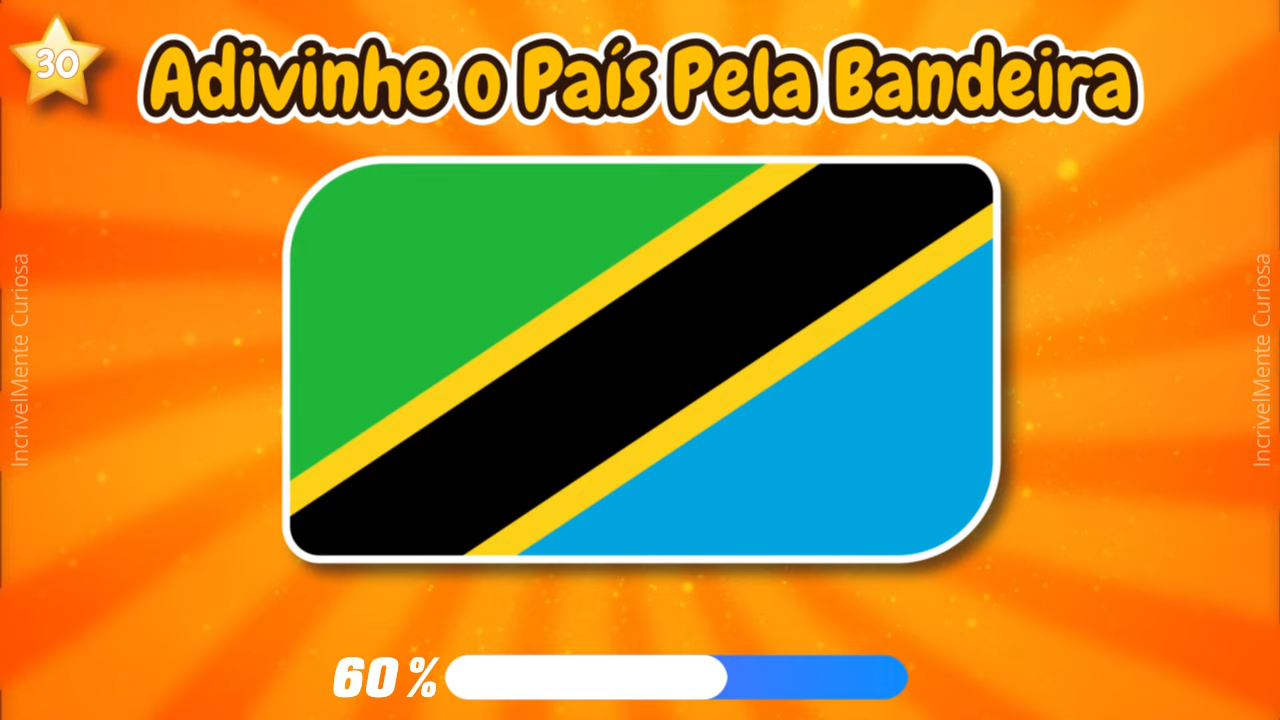 30
Adivinhe o País Pela Bandeira
IncrivelMente Curiosa
IncrivelMente Curiosa
60%